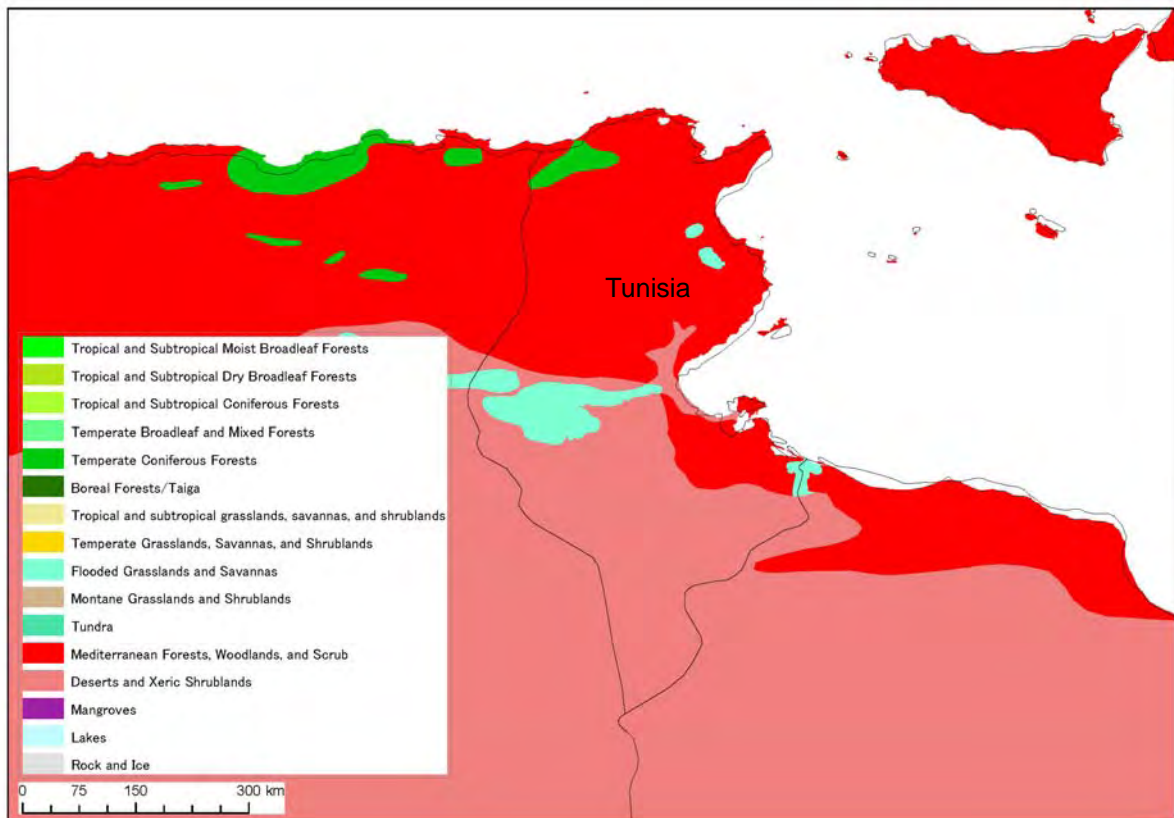 Tunisia
Tropical and Subtropical Moist Broadleaf Forests
Tropical and Subtropical Dry Broadleaf Forests
Tropical and Subtropical Coniferous Forests
Temperate Broadleaf and Mixed Forests
Temperate Coniferous Forests
Boreal Forests/Taiga
Tropical and subtropical grasslands, savannas, and shrublands
Temperate Grasslands, Savannas, and Shrublands
Flooded Grasslands and Savannas
Montane Grasslands and Shrublands
Tundra
Mediterranean Forests, Woodlands, and Scrub
Deserts and Xeric Shrublands
Mangroves
Lakes
Rock and Ice
0 75 150 300 km